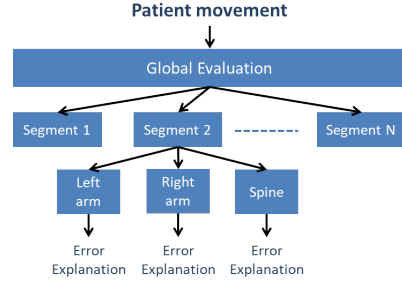 Patient movement
Global Evaluation
Segment 1
Segment 2
Segment N
Left
arm
Right
arm
Spine
Error
Explanation
Error
Explanation
Error
Explanation